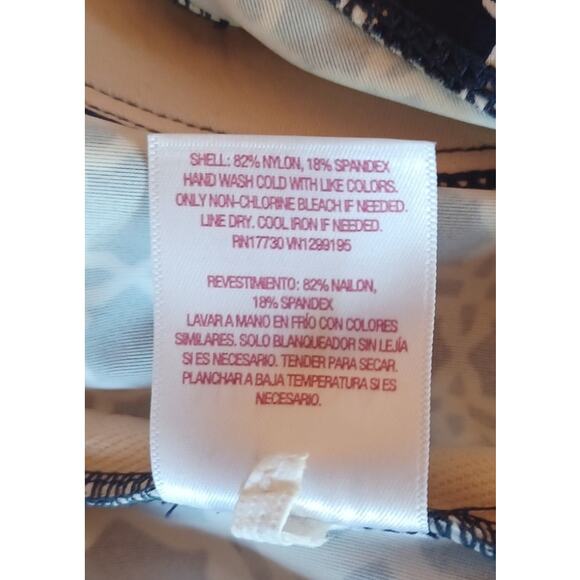 SHELL: 82% NYLON, 18% SPANDEX
HAND WASH COLD WITH LIKE COLORS.
ONLY NON-CHLORINE BLEACH IF NEEDED.
LINE DRY. COOL IRON IF NEEDED.
RN17730 VN1299195
REVESTIMIENTO: 82% NAILON,
18% SPANDEX
LAVAR A MANO EN FRÍO CON COLORES
SIMILARES. SOLO BLANQUEADOR SIN LEJÍA
SI ES NECESARIO. TENDER PARA SECAR.
PLANCHAR A BAJA TEMPERATURA SI ES
NECESARIO.